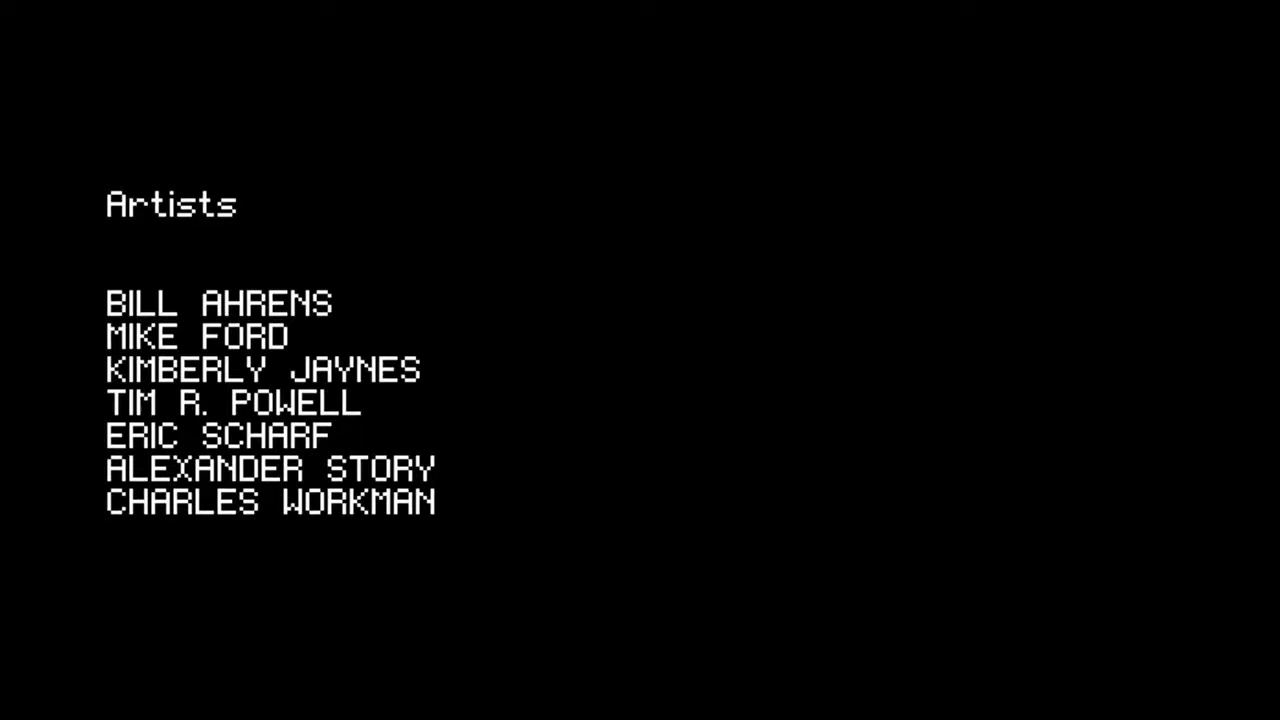 Artists
BILL AHRENS
MIKE FORD
KIMBERLY JAYNES
TIM R. POWELL
ERIC SCHARF
ALEXANDER STORY
CHARLES WORKMAN